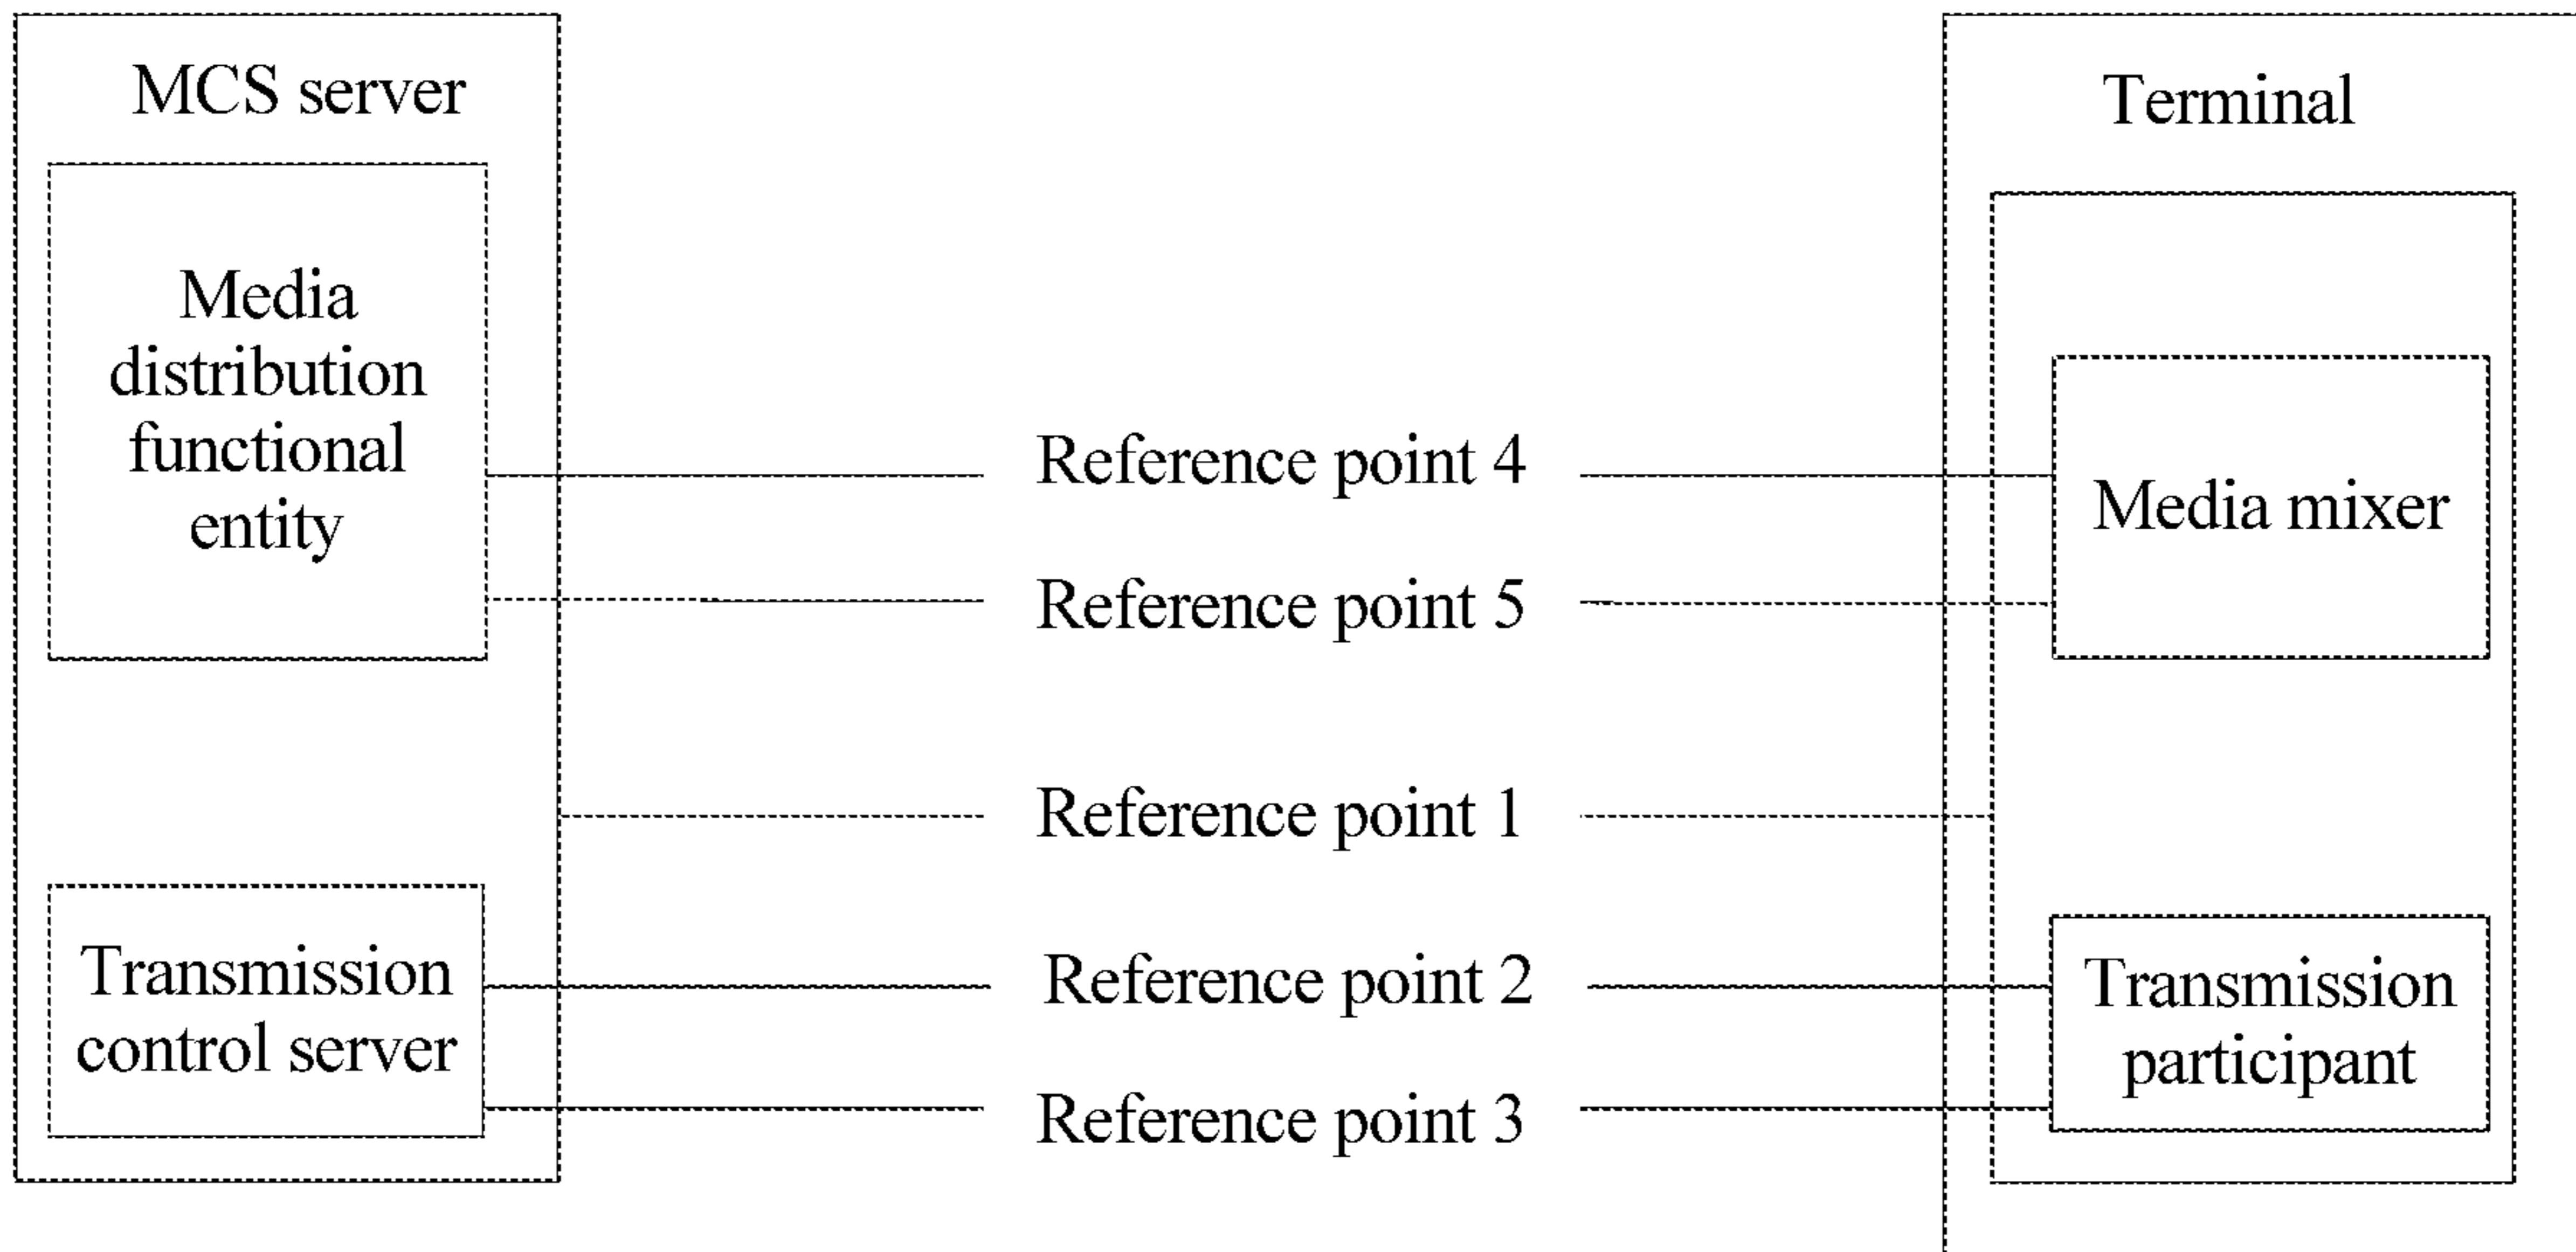 MCS server
Media
distribution
functional
entity
Transmission
control server
Reference point 4
Reference point 5
Reference point 1
Reference point 2
Reference point 3
Terminal
Media mixer
Transmission
participant